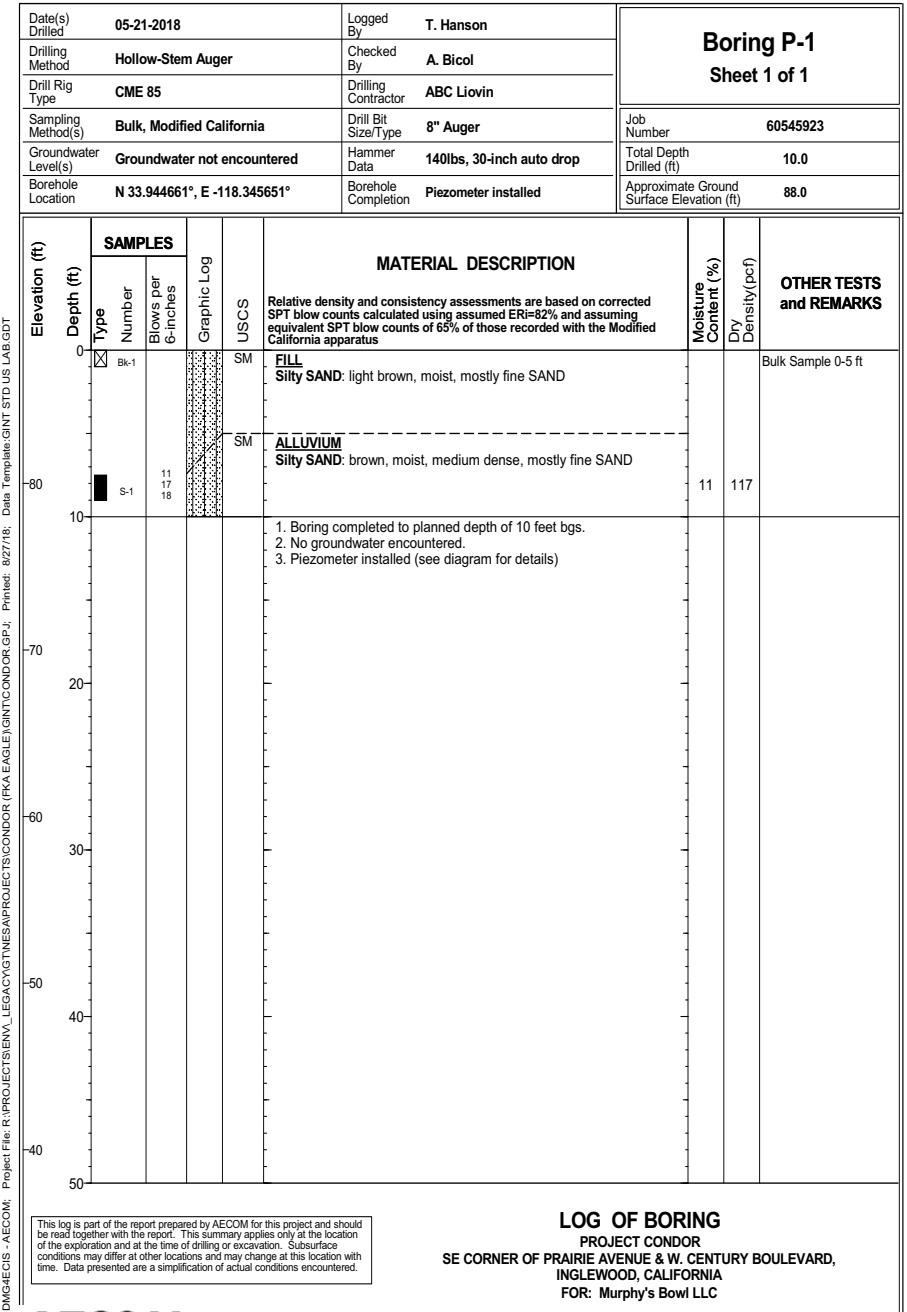 Date(s) Drilled 05-21-2018
Logged By T. Hanson
Boring P-1
Sheet 1 of 1
Drilling Method Hollow-Stem Auger
Checked By A. Bicol
Drill Rig Type CME 85
Drilling Contractor ABC Liovin
Sampling Method(s) Bulk, Modified California
Drill Bit Size/Type 8" Auger
Job Number 60545923
Groundwater Level(s) Groundwater not encountered
Hammer Data 140lbs, 30-inch auto drop
Total Depth Drilled (ft) 10.0
Borehole Location N 33.944661°, E -118.345651°
Borehole Completion Piezometer installed
Approximate Ground Surface Elevation (ft) 88.0
Elevation (ft)
Depth (ft)
SAMPLES
Type
Number
Blows per 6-inches
Graphic Log
USCS
MATERIAL DESCRIPTION
Relative density and consistency assessments are based on corrected
SPT blow counts calculated using assumed ERi=82% and assuming
equivalent SPT blow counts of 65% of those recorded with the Modified
California apparatus
Moisture Content (%)
Dry Density(pcf)
OTHER TESTS
and REMARKS
0
Bk-1
SM
FILL
Bulk Sample 0-5 ft
Silty SAND: light brown, moist, mostly fine SAND
SM
ALLUVIUM
Silty SAND: brown, moist, medium dense, mostly fine SAND
80
S-1
11
17
18
11
117
10
1. Boring completed to planned depth of 10 feet bgs.
2. No groundwater encountered.
3. Piezometer installed (see diagram for details)
70
20
60
30
50
40
40
50
This log is part of the report prepared by AECOM for this project and should
be read together with the report. This summary applies only at the location
of the exploration and at the time of drilling or excavation. Subsurface
conditions may differ at other locations and may change at this location with
time. Data presented are a simplification of actual conditions encountered.
LOG OF BORING
PROJECT CONDOR
SE CORNER OF PRAIRIE AVENUE & W. CENTURY BOULEVARD,
INGLEWOOD, CALIFORNIA
FOR: Murphy's Bowl LLC
DMG4ECIS - AECOM; Project File: R:\PROJECTS\ENV\_LEGACY\GT\NESA\PROJECTS\CONDOR (FKA EAGLE)\GINT\CONDOR.GPJ; Printed: 8/27/18; Data Template:GINT STD US LAB.GDT